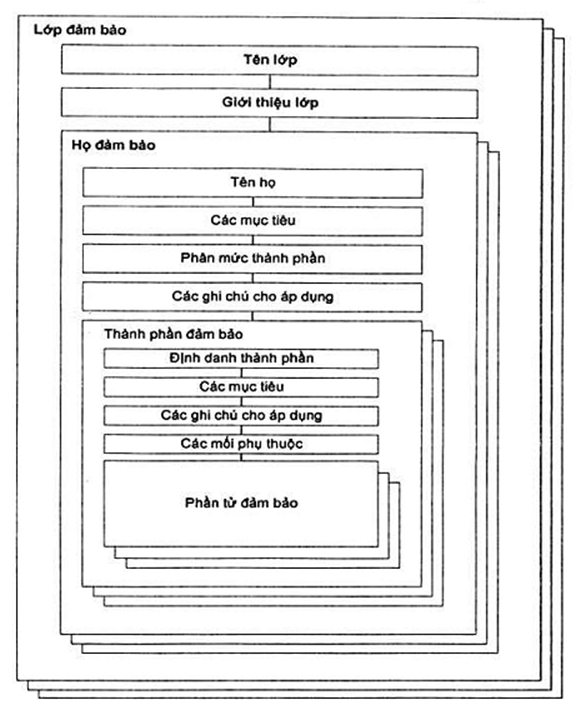 Lớp đảm bảo
Tên lớp
Giới thiệu lớp
Họ đảm bảo
Tên họ
Các mục tiêu
Phân mức thành phần
Các ghi chú cho áp dụng
Thành phần đảm bảo
Định danh thành phần
Các mục tiêu
Các ghi chú cho áp dụng
Các mối phụ thuộc
Phần tử đảm bảo